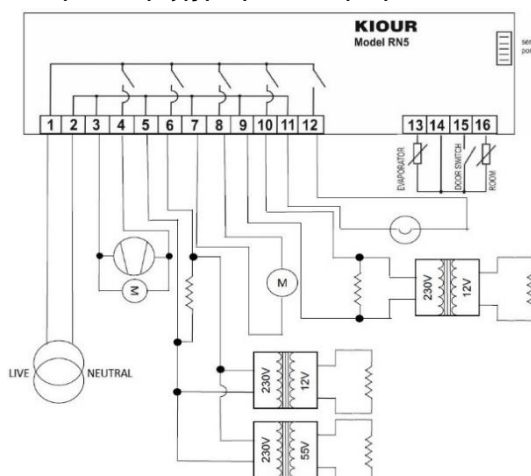 KIOUR
Model RN5
1 2 3 4 5 6 7 8 9 10 11 12
13 14 15 16
EVAPORATOR
DOOR SWITCH
ROOM
M
M
230V
12V
LIVE
NEUTRAL
230V
12V
230V
55V